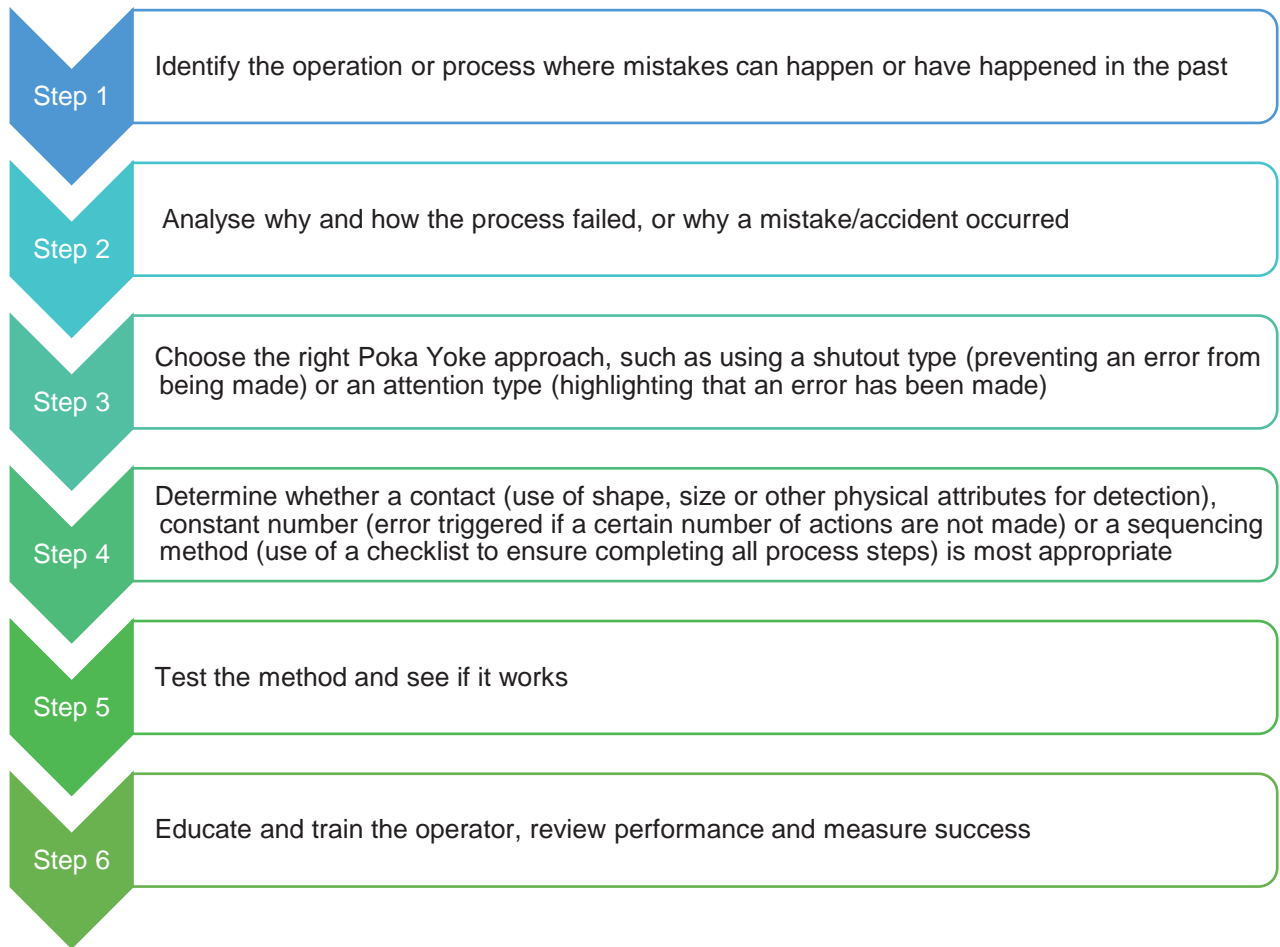 Step 1
Identify the operation or process where mistakes can happen or have happened in the past
Step 2
Analyse why and how the process failed, or why a mistake/accident occurred
Step 3
Choose the right Poka Yoke approach, such as using a shutout type (preventing an error from
being made) or an attention type (highlighting that an error has been made)
Step 4
Determine whether a contact (use of shape, size or other physical attributes for detection),
constant number (error triggered if a certain number of actions are not made) or a sequencing
method (use of a checklist to ensure completing all process steps) is most appropriate
Step 5
Test the method and see if it works
Step 6
Educate and train the operator, review performance and measure success